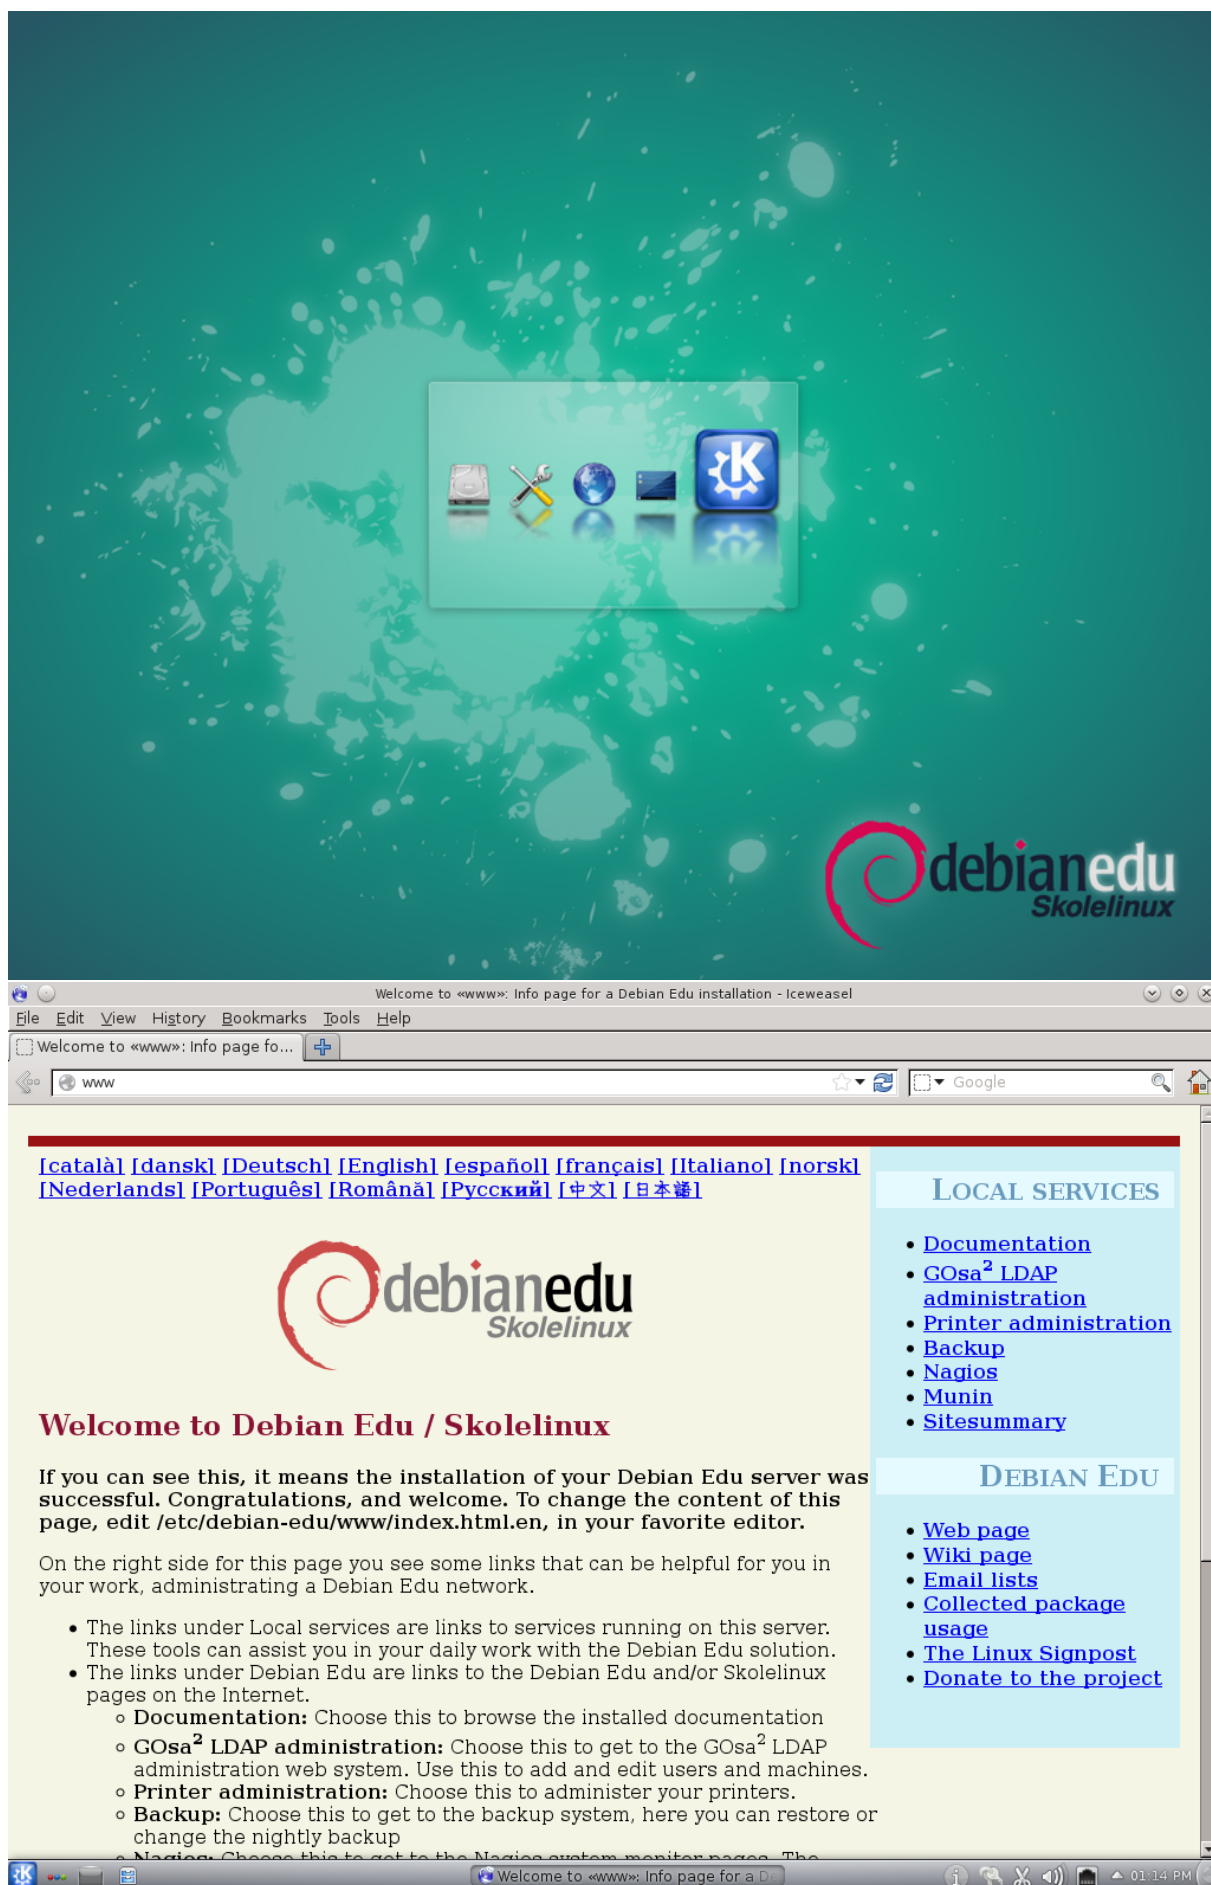 debianedu
Skolelinux
Welcome to «www»: Info page for a Debian Edu installation - Iceweasel
File Edit View History Bookmarks Tools Help
Welcome to «www»: Info page fo...
www
Google
[català] [dansk] [Deutsch] [English] [español] [français] [Italiano] [norsk]
[Nederlands] [Português] [Română] [Русский] [中文] [日本語]
debianedu
Skolelinux
Welcome to Debian Edu / Skolelinux
If you can see this, it means the installation of your Debian Edu server was
successful. Congratulations, and welcome. To change the content of this
page, edit /etc/debian-edu/www/index.html.en, in your favorite editor.
On the right side for this page you see some links that can be helpful for you in
your work, administrating a Debian Edu network.
• The links under Local services are links to services running on this server.
These tools can assist you in your daily work with the Debian Edu solution.
• The links under Debian Edu are links to the Debian Edu and/or Skolelinux
pages on the Internet.
◦ Documentation: Choose this to browse the installed documentation
◦ GOsa² LDAP administration: Choose this to get to the GOsa² LDAP
administration web system. Use this to add and edit users and machines.
◦ Printer administration: Choose this to administer your printers.
◦ Backup: Choose this to get to the backup system, here you can restore or
change the nightly backup
◦ Nagios: Choose this to get to the Nagios system monitor pages. The
LOCAL SERVICES
• Documentation
• GOsa² LDAP
administration
• Printer administration
• Backup
• Nagios
• Munin
• Sitesummary
DEBIAN EDU
• Web page
• Wiki page
• Email lists
• Collected package
usage
• The Linux Signpost
• Donate to the project
Welcome to «www»: Info page for a D
01:14 PM